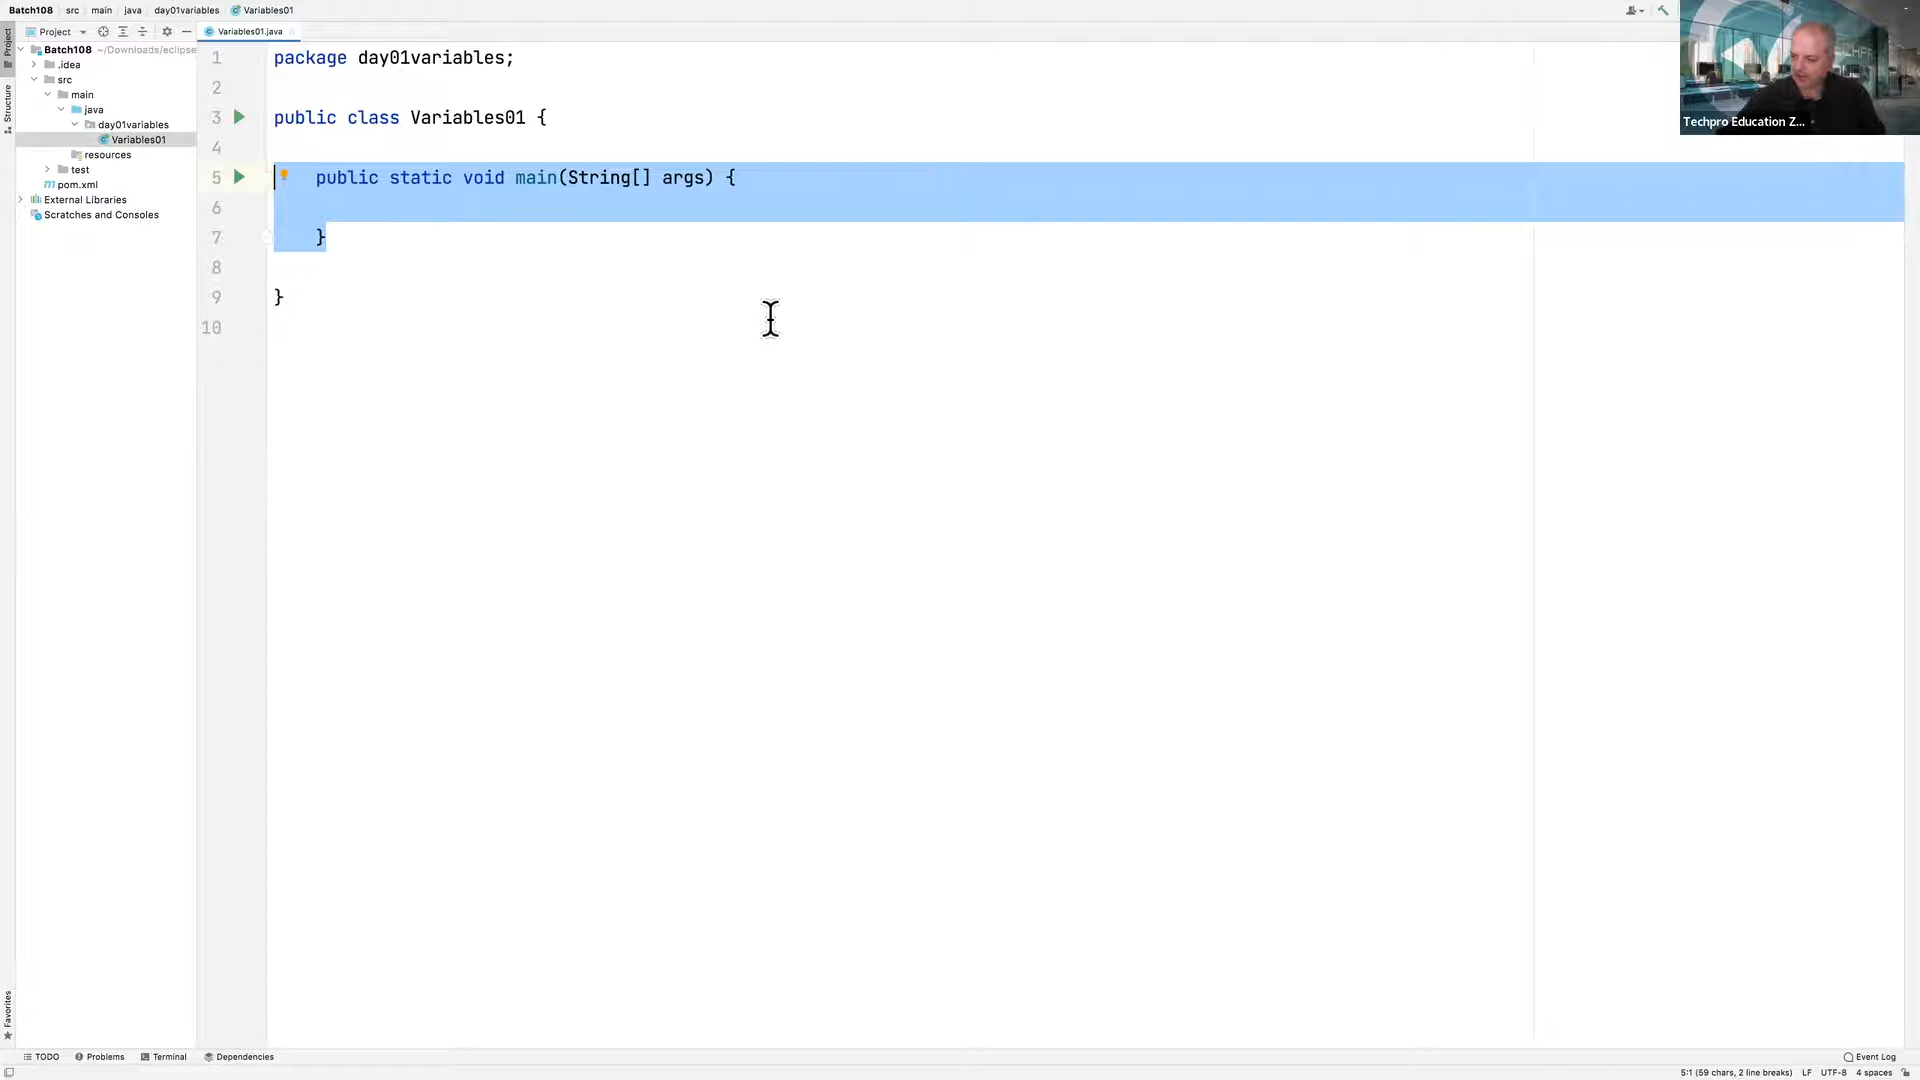 Batch108 src main java day01variables Variables01
Project
Variables01.java
Project
Structure
Favorites
Batch108 ~/Downloads/eclipse
.idea
src
main
java
day01variables
Variables01
resources
test
pom.xml
External Libraries
Scratches and Consoles
1 package day01variables;
2
3 public class Variables01 {
4
5 public static void main(String[] args) {
6
7 }
8
9 }
10
Techpro Education Z...
TODO Problems Terminal Dependencies Event Log
5:1 (59 chars, 2 line breaks) LF UTF-8 4 spaces